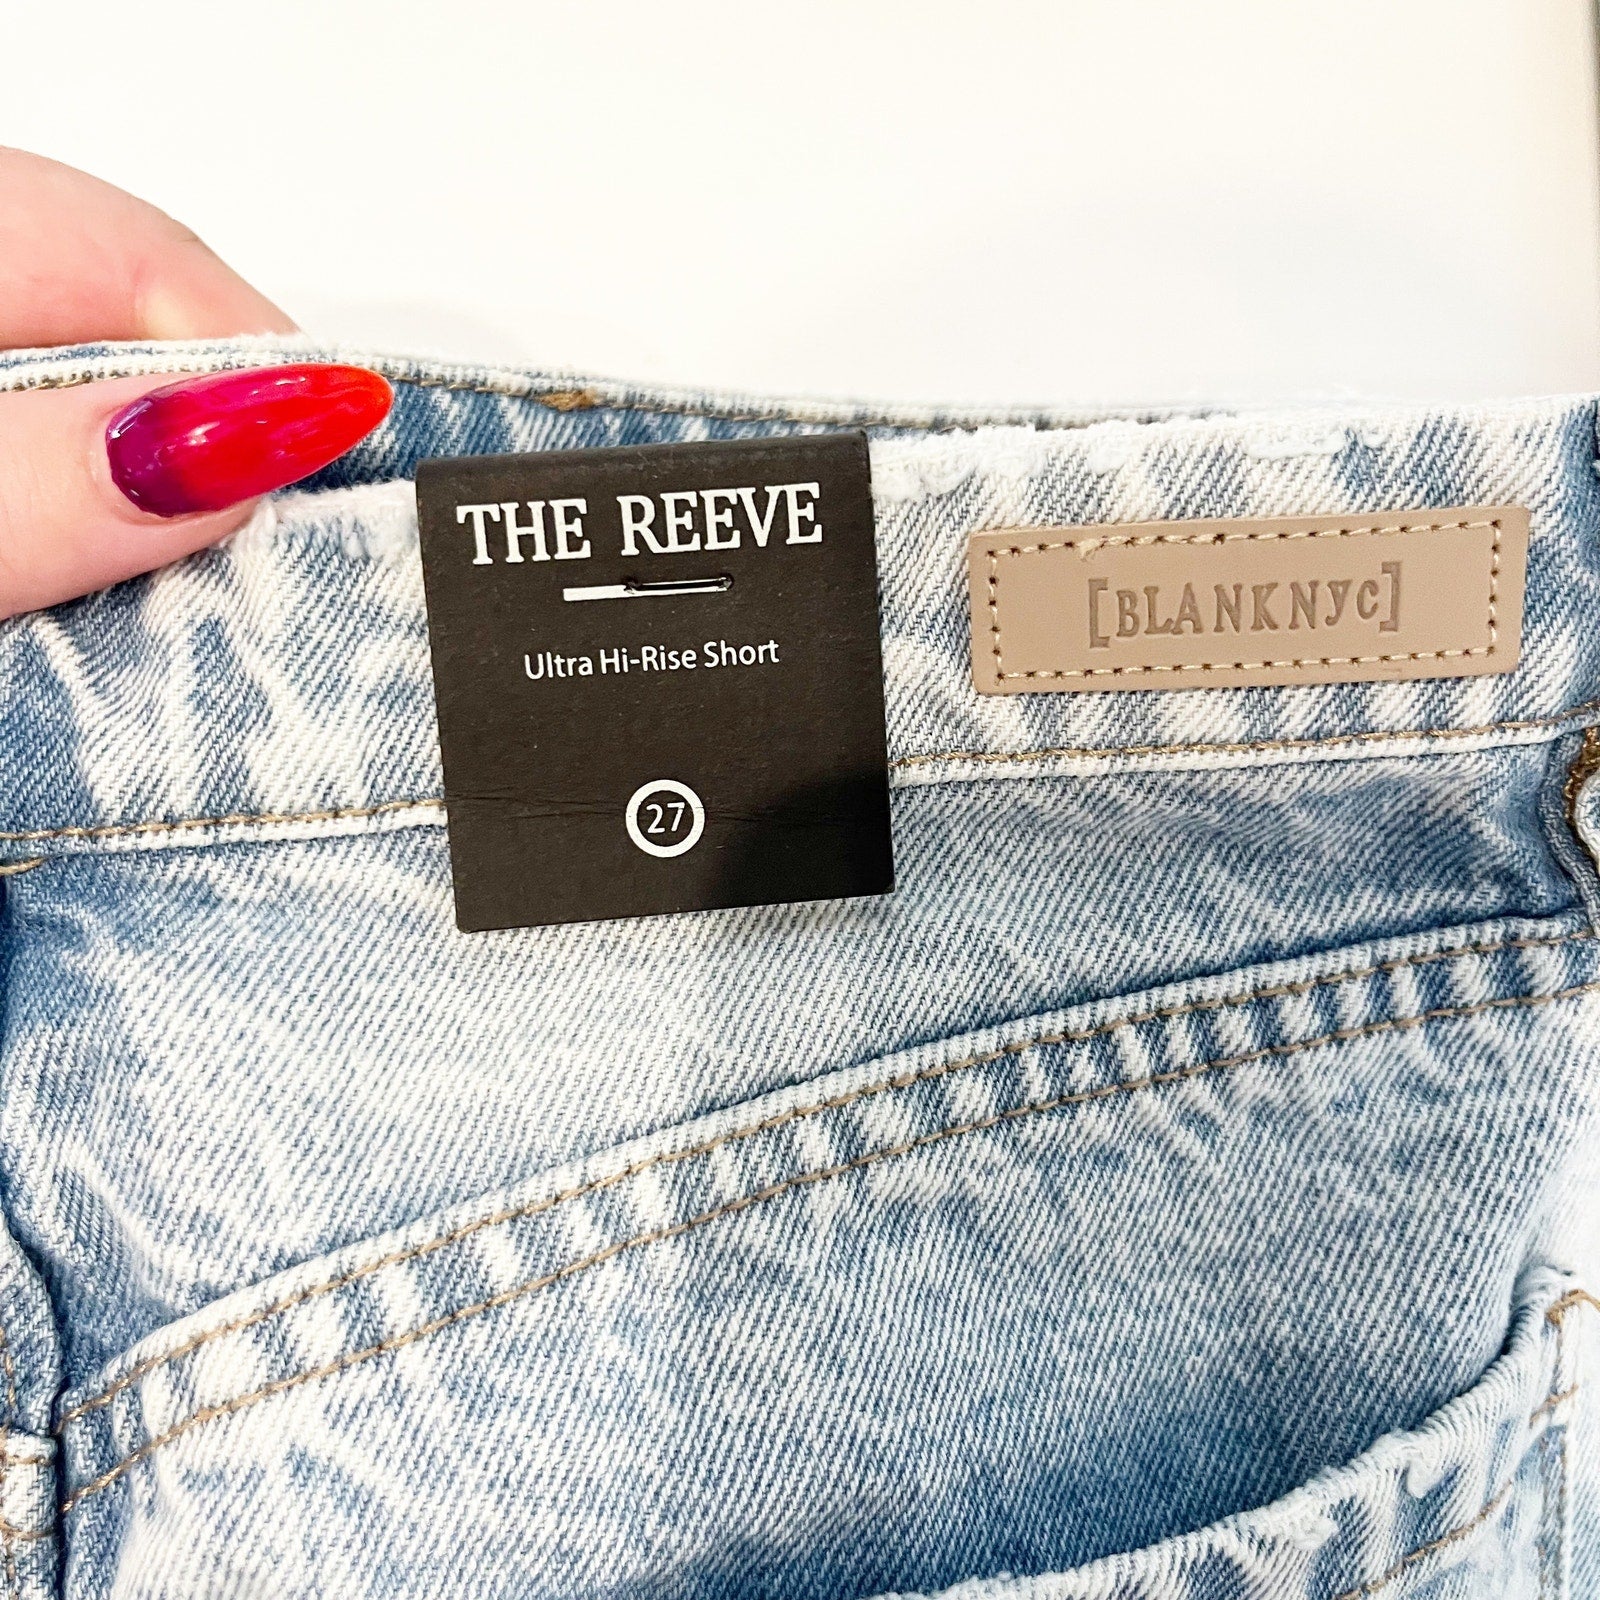 THE REEVE
Ultra Hi-Rise Short
27
[BLANKNYC]